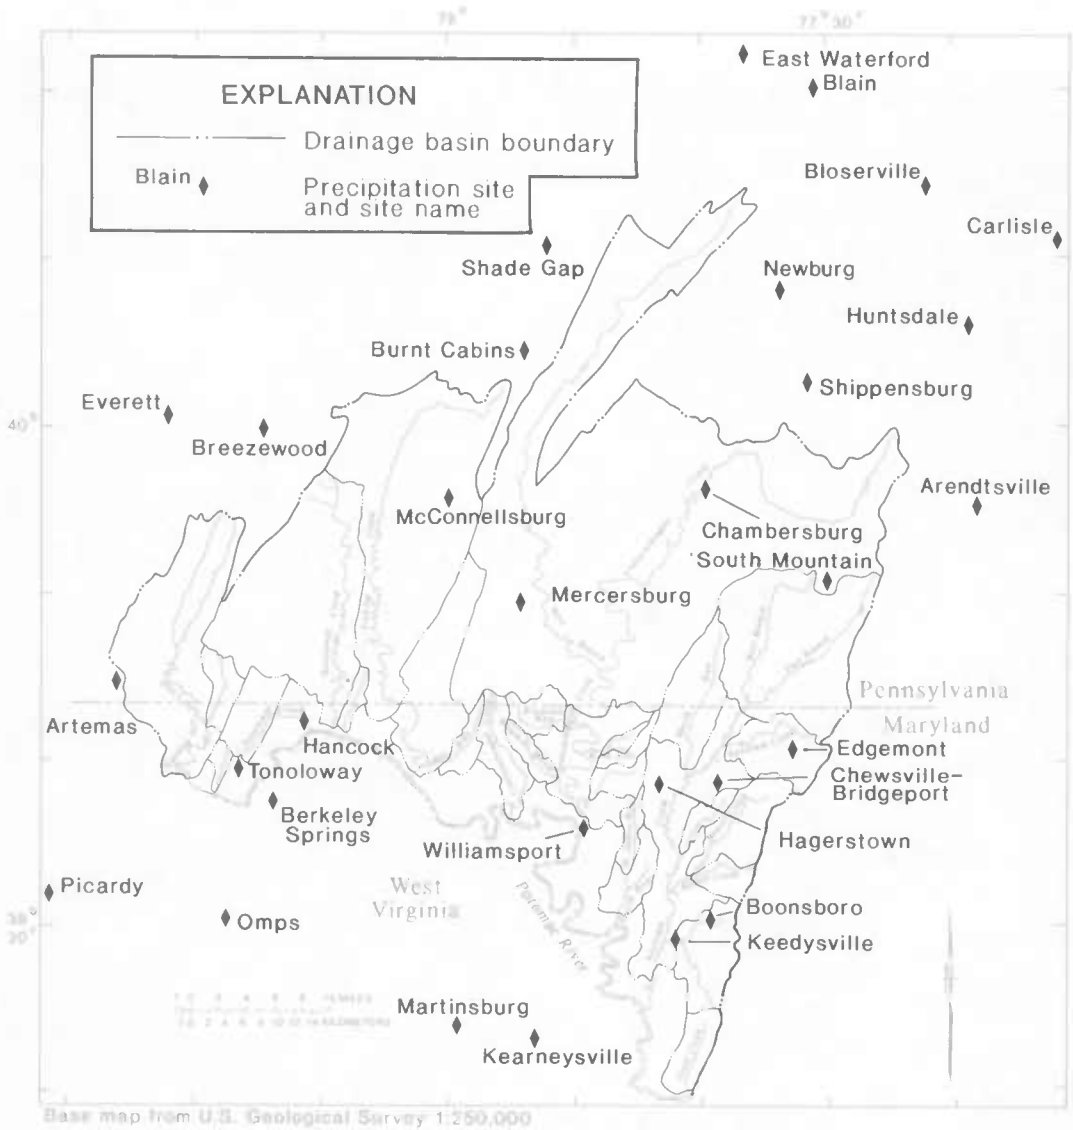 78°
77°30'
East Waterford
Blain
EXPLANATION
Drainage basin boundary
Blain
Precipitation site
and site name
Bloserville
Carlisle
Shade Gap
Newburg
Huntsdale
Burnt Cabins
Shippensburg
Everett
40°
Breezewood
Arendtsville
McConnellsburg
Chambersburg
South Mountain
Mercersburg
Pennsylvania
Maryland
Artemas
Hancock
Edgemont
Tonoloway
Chewsville-
Bridgeport
Berkeley
Springs
Hagerstown
Williamsport
Picardy
West
Virginia
Potomac River
Boonsboro
Omps
39°
30'
Keedysville
Martinsburg
Kearneysville
Base map from U.S. Geological Survey 1:250,000